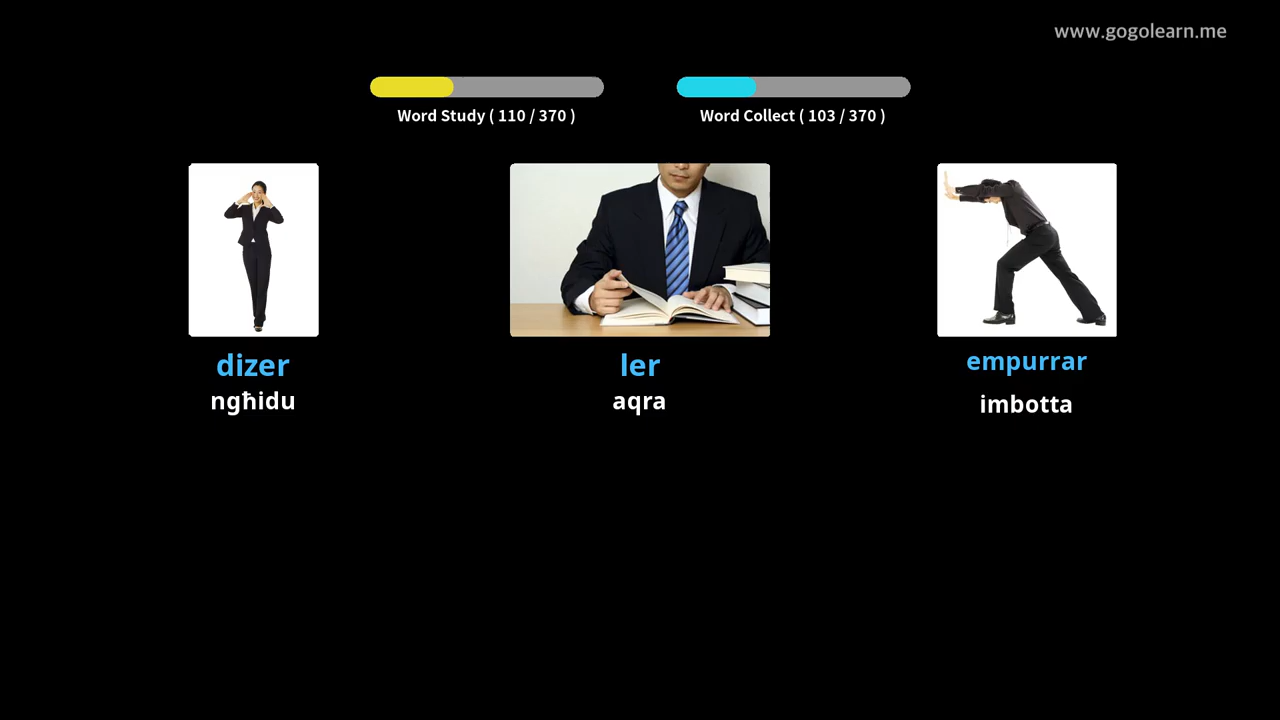 www.gogolearn.me
Word Study ( 110 / 370 )
Word Collect ( 103 / 370 )
dizer
ngħidu
ler
aqra
empurrar
imbotta